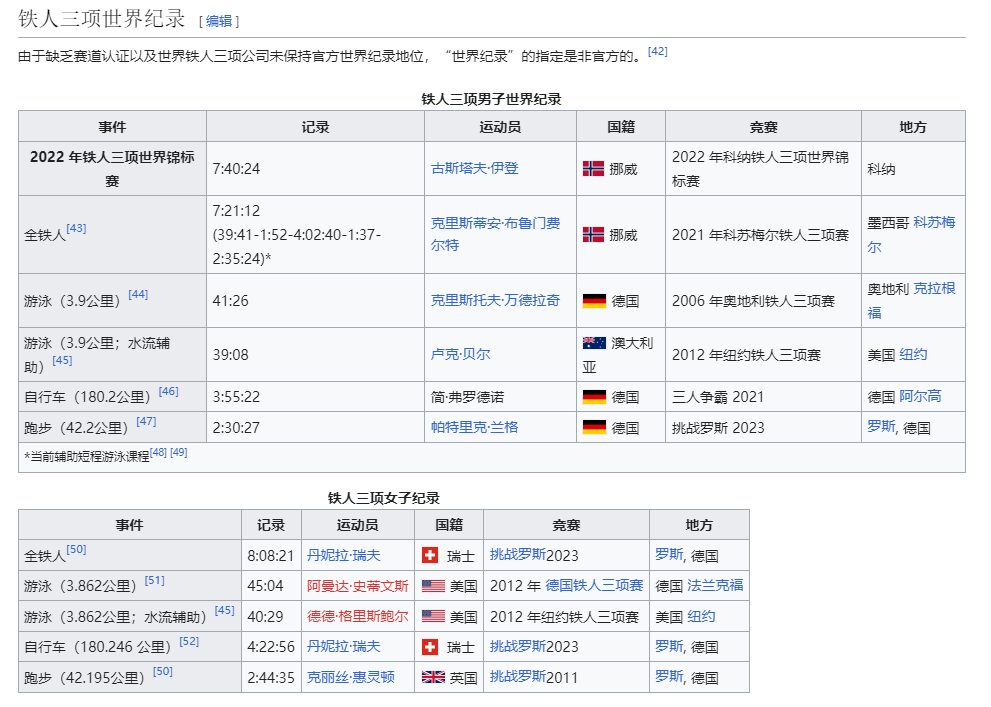 铁人三项世界纪录 [ 编辑 ]
由于缺乏赛道认证以及世界铁人三项公司未保持官方世界纪录地位，“世界纪录”的指定是非官方的。[42]
铁人三项男子世界纪录
事件 记录 运动员 国籍 竞赛 地方
2022 年铁人三项世界锦标
赛 7:40:24 古斯塔夫·伊登 挪威 2022 年科纳铁人三项世界锦
标赛 科纳
全铁人[43] 7:21:12
(39:41-1:52-4:02:40-1:37-
2:35:24)* 克里斯蒂安·布鲁门费
尔特 挪威 2021 年科苏梅尔铁人三项赛 墨西哥 科苏梅
尔
游泳（3.9公里）[44] 41:26 克里斯托夫·万德拉奇 德国 2006 年奥地利铁人三项赛 奥地利 克拉根
福
游泳（3.9公里；水流辅
助）[45] 39:08 卢克·贝尔 澳大利
亚 2012 年纽约铁人三项赛 美国 纽约
自行车（180.2公里）[46] 3:55:22 简·弗罗德诺 德国 三人争霸 2021 德国 阿尔高
跑步（42.2公里）[47] 2:30:27 帕特里克·兰格 德国 挑战罗斯 2023 罗斯, 德国
*当前辅助短程游泳课程[48] [49]
铁人三项女子纪录
事件 记录 运动员 国籍 竞赛 地方
全铁人[50] 8:08:21 丹妮拉·瑞夫 瑞士 挑战罗斯2023 罗斯, 德国
游泳（3.862公里）[51] 45:04 阿曼达·史蒂文斯 美国 2012 年 德国铁人三项赛 德国 法兰克福
游泳（3.862公里；水流辅助）[45] 40:29 德德·格里斯鲍尔 美国 2012 年纽约铁人三项赛 美国 纽约
自行车（180.246 公里）[52] 4:22:56 丹妮拉·瑞夫 瑞士 挑战罗斯2023 罗斯, 德国
跑步（42.195公里）[50] 2:44:35 克丽丝·惠灵顿 英国 挑战罗斯2011 罗斯, 德国